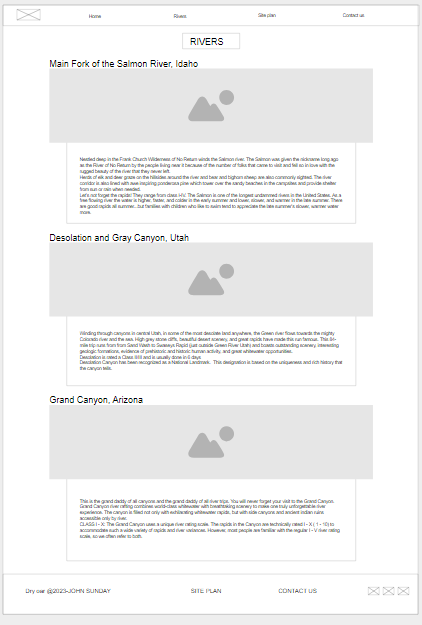 Home Rivers Site plan Contact us
RIVERS
Main Fork of the Salmon River, Idaho
Nestled deep in the Frank Church Wilderness of No Return winds the Salmon river. The Salmon was given the nickname long ago
as the River of No Return by the people living near it because of the number of folks that came to visit and fell so in love with the
rugged beauty of the river that they never left.
Herds of elk and deer graze on the hillsides around the river and bear and bighorn sheep are also commonly sighted. The river
corridor is also lined with awe inspiring ponderosa pine which tower over the sandy beaches in the campsites and provide shelter
from sun or rain when needed.
Let's not forget the rapids! They range from class I-IV. The Salmon is one of the longest undammed rivers in the United States. As a
free flowing river the water is higher, faster, and colder in the early summer and lower, slower, and warmer in the late summer. There
are good rapids all summer...but families with children who like to swim tend to appreciate the late summer's slower, warmer water
more.
Desolation and Gray Canyon, Utah
Winding through canyons in central Utah, in some of the most desolate land anywhere, the Green river flows towards the mighty
Colorado river and the sea. High grey stone cliffs, beautiful desert scenery, and great rapids have made this run famous. This 84-
mile trip runs from Sand Wash to Swaseys Rapid (just outside Green River Utah) and boasts outstanding scenery, interesting
geologic formations, evidence of prehistoric and historic human activity, and great whitewater opportunities.
Desolation is rated a Class II/III and is usually done in 6 days
Desolation Canyon has been recognized as a National Landmark. This designation is based on the uniqueness and rich history that
the canyon tells.
Grand Canyon, Arizona
This is the grand daddy of all canyons and the grand daddy of all river trips. You will never forget your visit to the Grand Canyon.
Grand Canyon river rafting combines world-class whitewater with breathtaking scenery to make one truly unforgettable river
experience. The canyon is filled not only with exhilarating whitewater rapids, but with side canyons and ancient indian ruins
accessible only by river.
CLASS I - X: The Grand Canyon uses a unique river rating scale. The rapids in the Canyon are technically rated I - X ( 1 - 10) to
accommodate such a wide variety of rapids and river variances. However, most people are familiar with the regular I - V river rating
scale, so we often refer to both.
Dry oar @2023-JOHN SUNDAY SITE PLAN CONTACT US